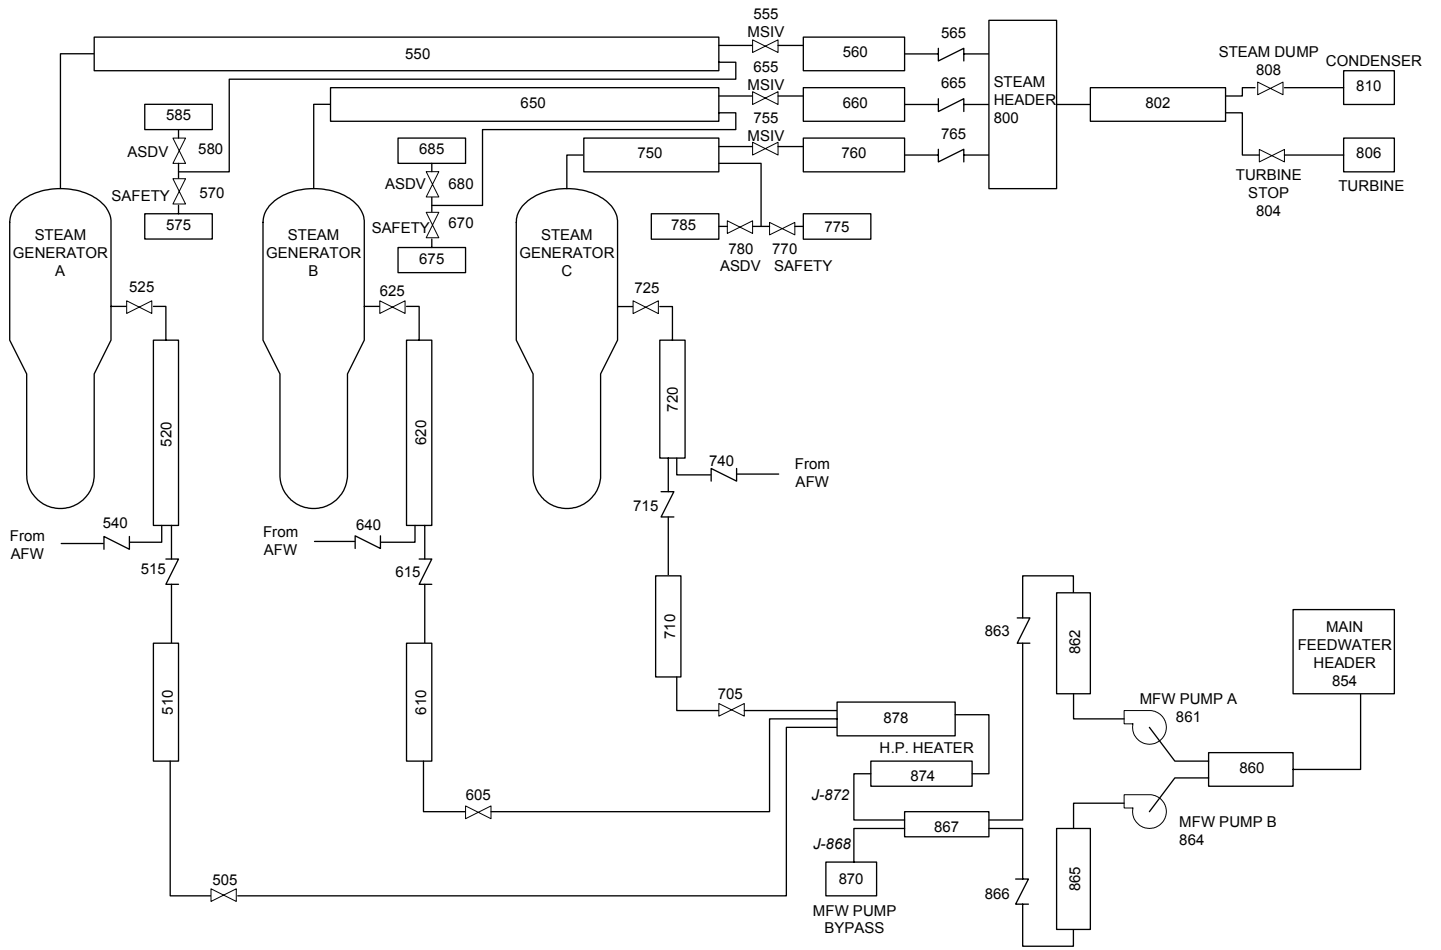 555
MSIV
565
550
560
STEAM DUMP
808
CONDENSER
655
MSIV
665
STEAM
HEADER
800
810
650
660
802
585
755
MSIV
765
ASDV
580
685
750
760
806
TURBINE
STOP
804
TURBINE
SAFETY
570
ASDV
680
575
SAFETY
670
785
775
STEAM
GENERATOR
A
STEAM
GENERATOR
B
STEAM
GENERATOR
C
675
780
ASDV
770
SAFETY
525
625
725
520
620
720
740
From
AFW
715
From
AFW
540
From
AFW
640
515
615
710
863
862
MAIN
FEEDWATER
HEADER
854
510
610
705
MFW PUMP A
861
878
H.P. HEATER
874
860
605
J-872
867
MFW PUMP B
864
J-868
505
870
866
865
MFW PUMP
BYPASS